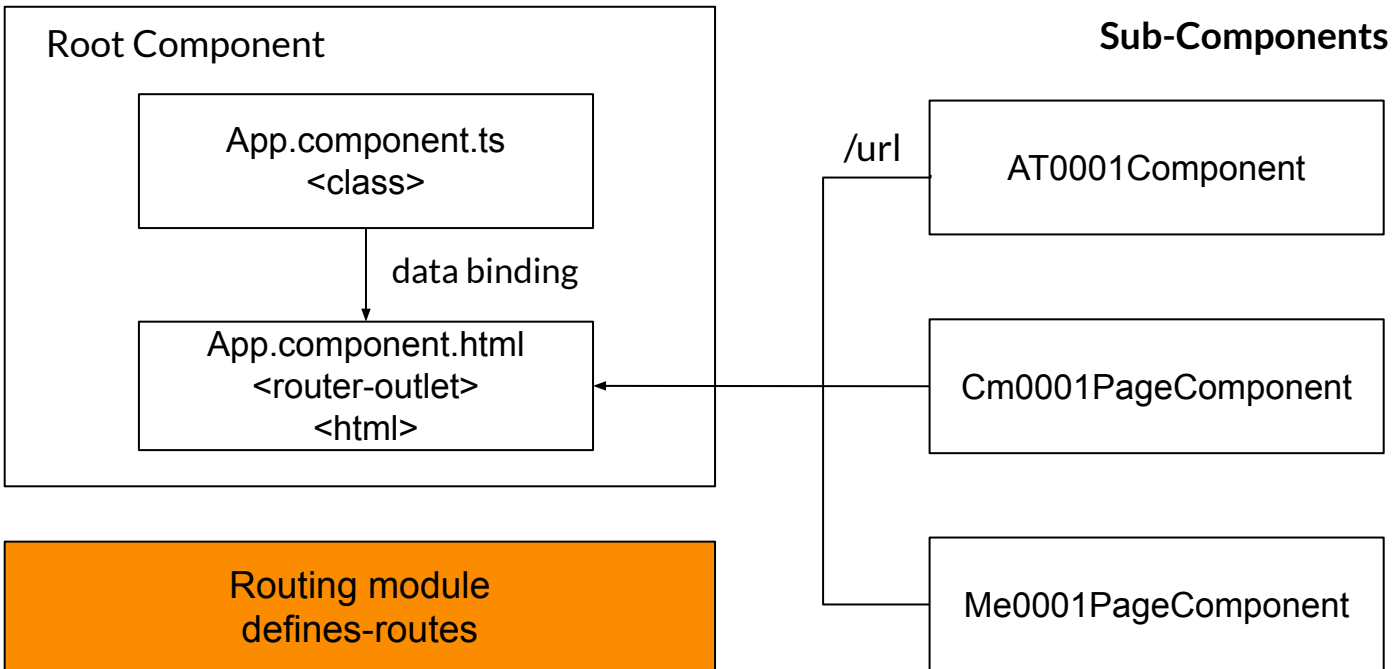 Root Component
App.component.ts
<class>
data binding
App.component.html
<router-outlet>
<html>
Routing module
defines-routes
Sub-Components
/url
AT0001Component
Cm0001PageComponent
Me0001PageComponent